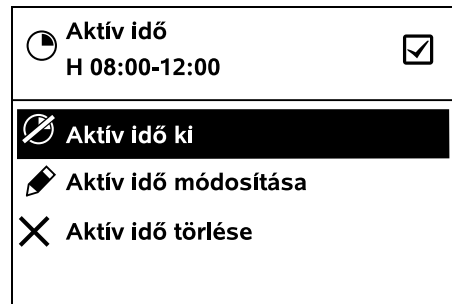 Aktív idő
H 08:00-12:00
Aktív idő ki
Aktív idő módosítása
Aktív idő törlése